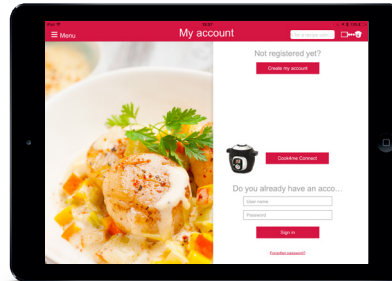 Menu
My account
Not registered yet?
Create my account
Cook4me Connect
Do you already have an acco...
User name
Password
Sign in
Forgotten password?